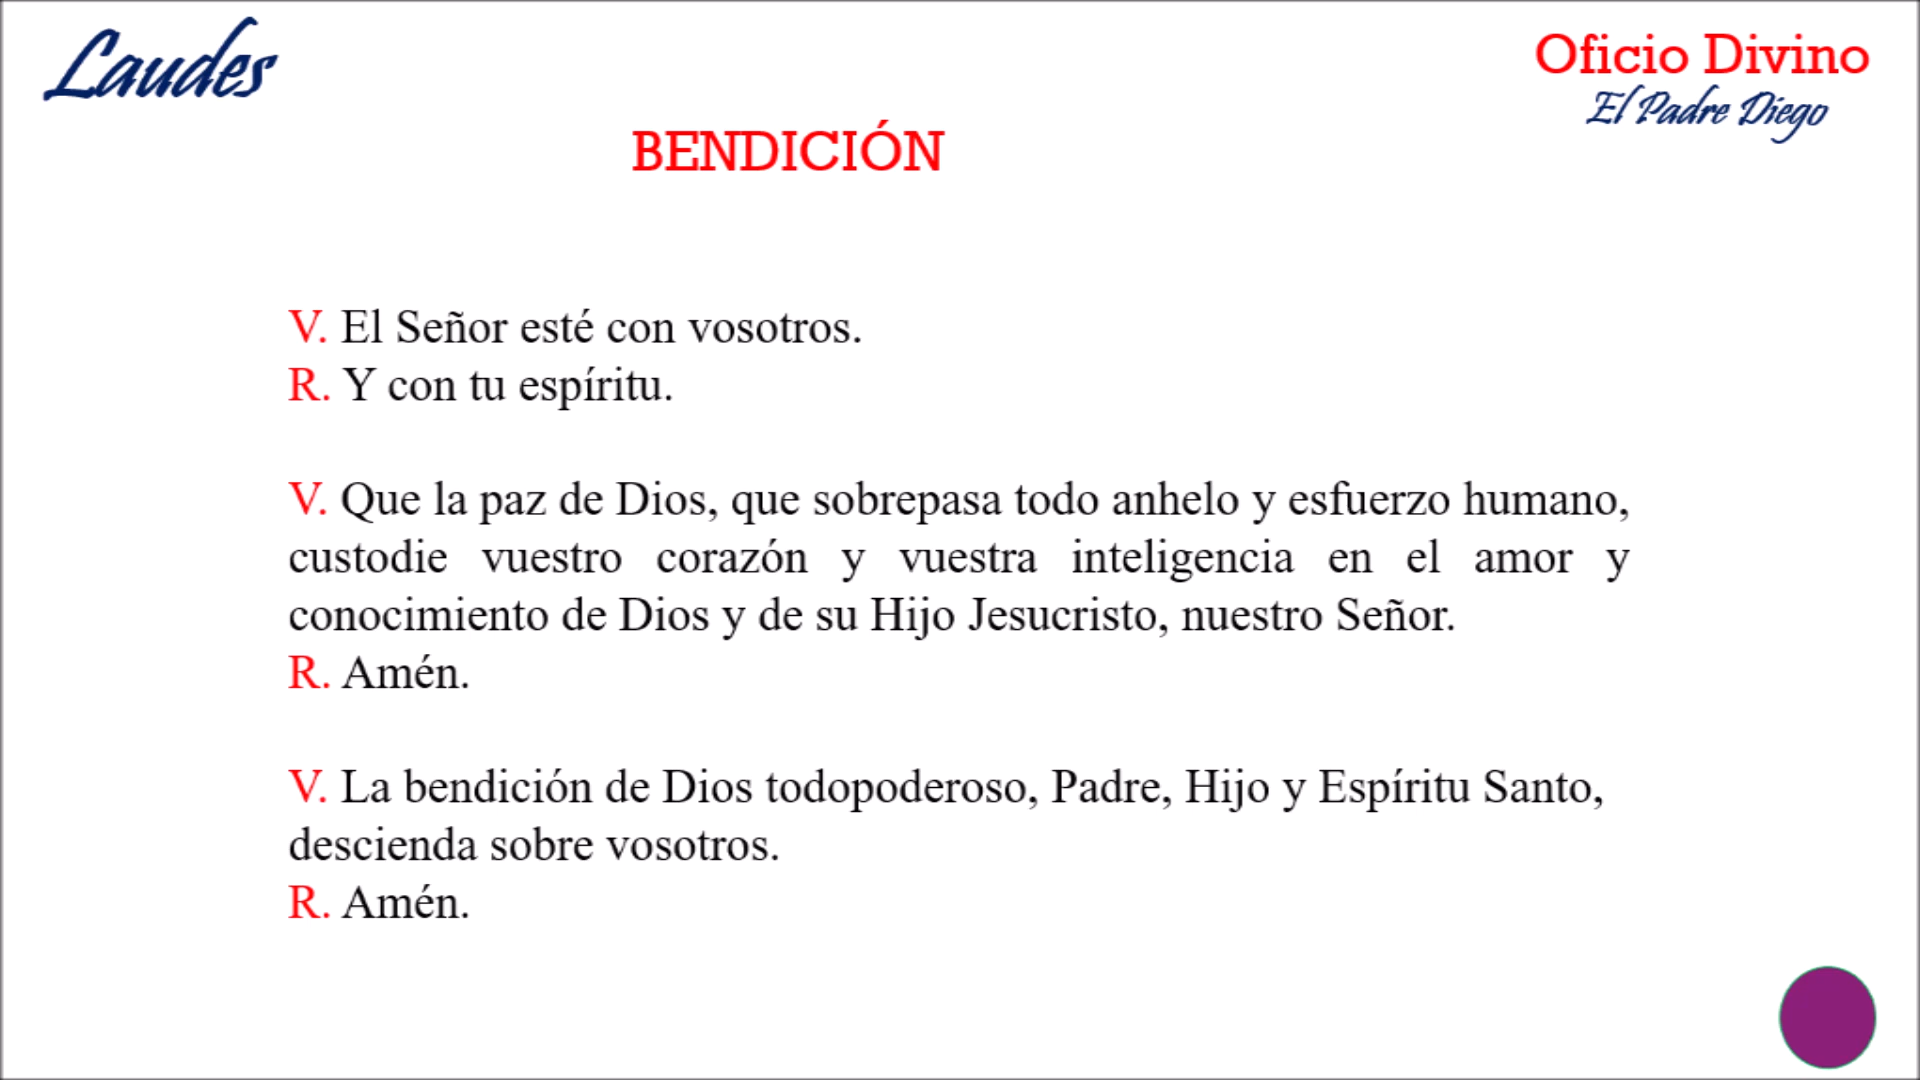 Laudes
Oficio Divino
El Padre Diego
BENDICIÓN
V. El Señor esté con vosotros.
R. Y con tu espíritu.
V. Que la paz de Dios, que sobrepasa todo anhelo y esfuerzo humano,
custodie vuestro corazón y vuestra inteligencia en el amor y
conocimiento de Dios y de su Hijo Jesucristo, nuestro Señor.
R. Amén.
V. La bendición de Dios todopoderoso, Padre, Hijo y Espíritu Santo,
descienda sobre vosotros.
R. Amén.